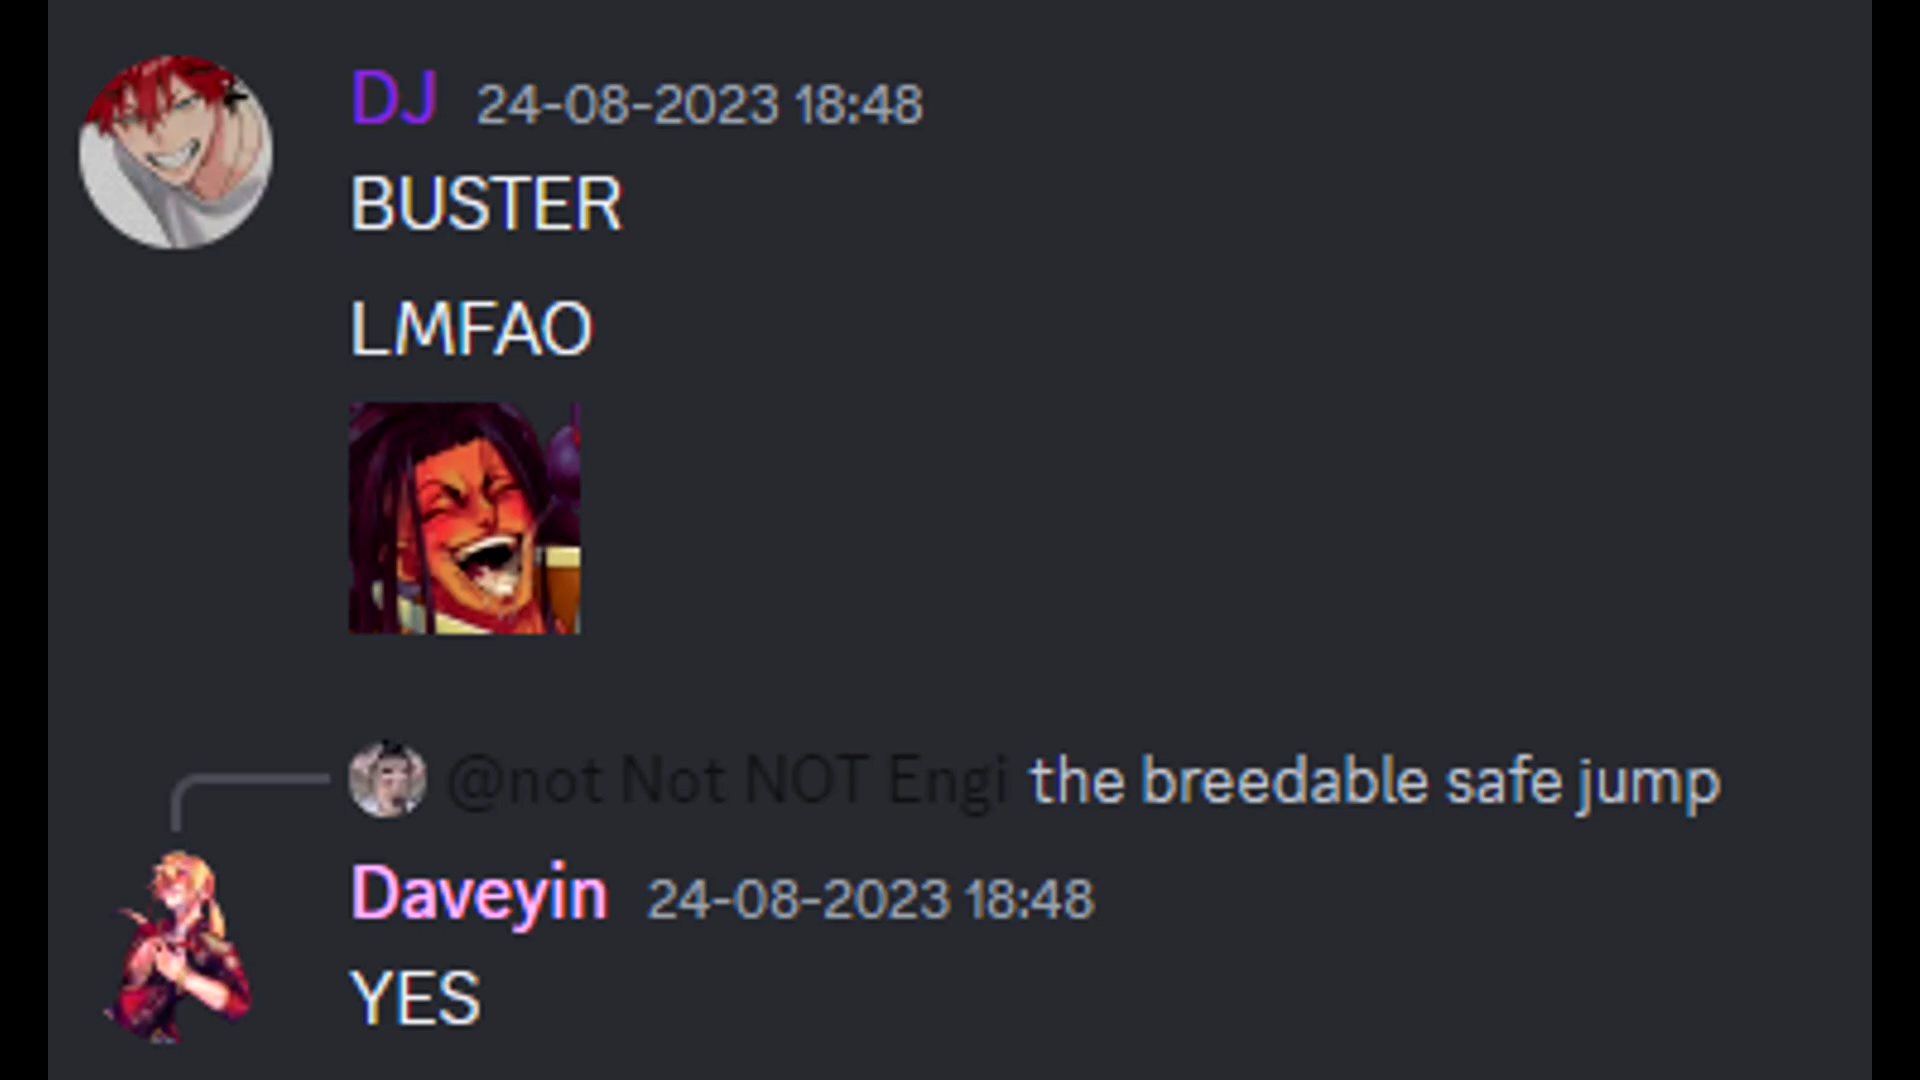 DJ 24-08-2023 18:48
BUSTER
LMFAO
@not Not NOT Engi the breedable safe jump
Daveyin 24-08-2023 18:48
YES